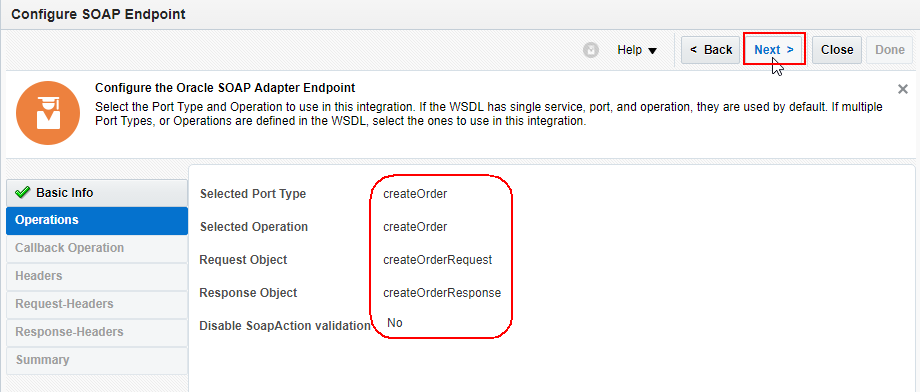 Configure SOAP Endpoint
Help
< Back
Next >
Close
Done
Configure the Oracle SOAP Adapter Endpoint
Select the Port Type and Operation to use in this integration. If the WSDL has single service, port, and operation, they are used by default. If multiple
Port Types, or Operations are defined in the WSDL, select the ones to use in this integration.
Basic Info
Operations
Callback Operation
Headers
Request-Headers
Response-Headers
Summary
Selected Port Type createOrder
Selected Operation createOrder
Request Object createOrderRequest
Response Object createOrderResponse
Disable SoapAction validation No